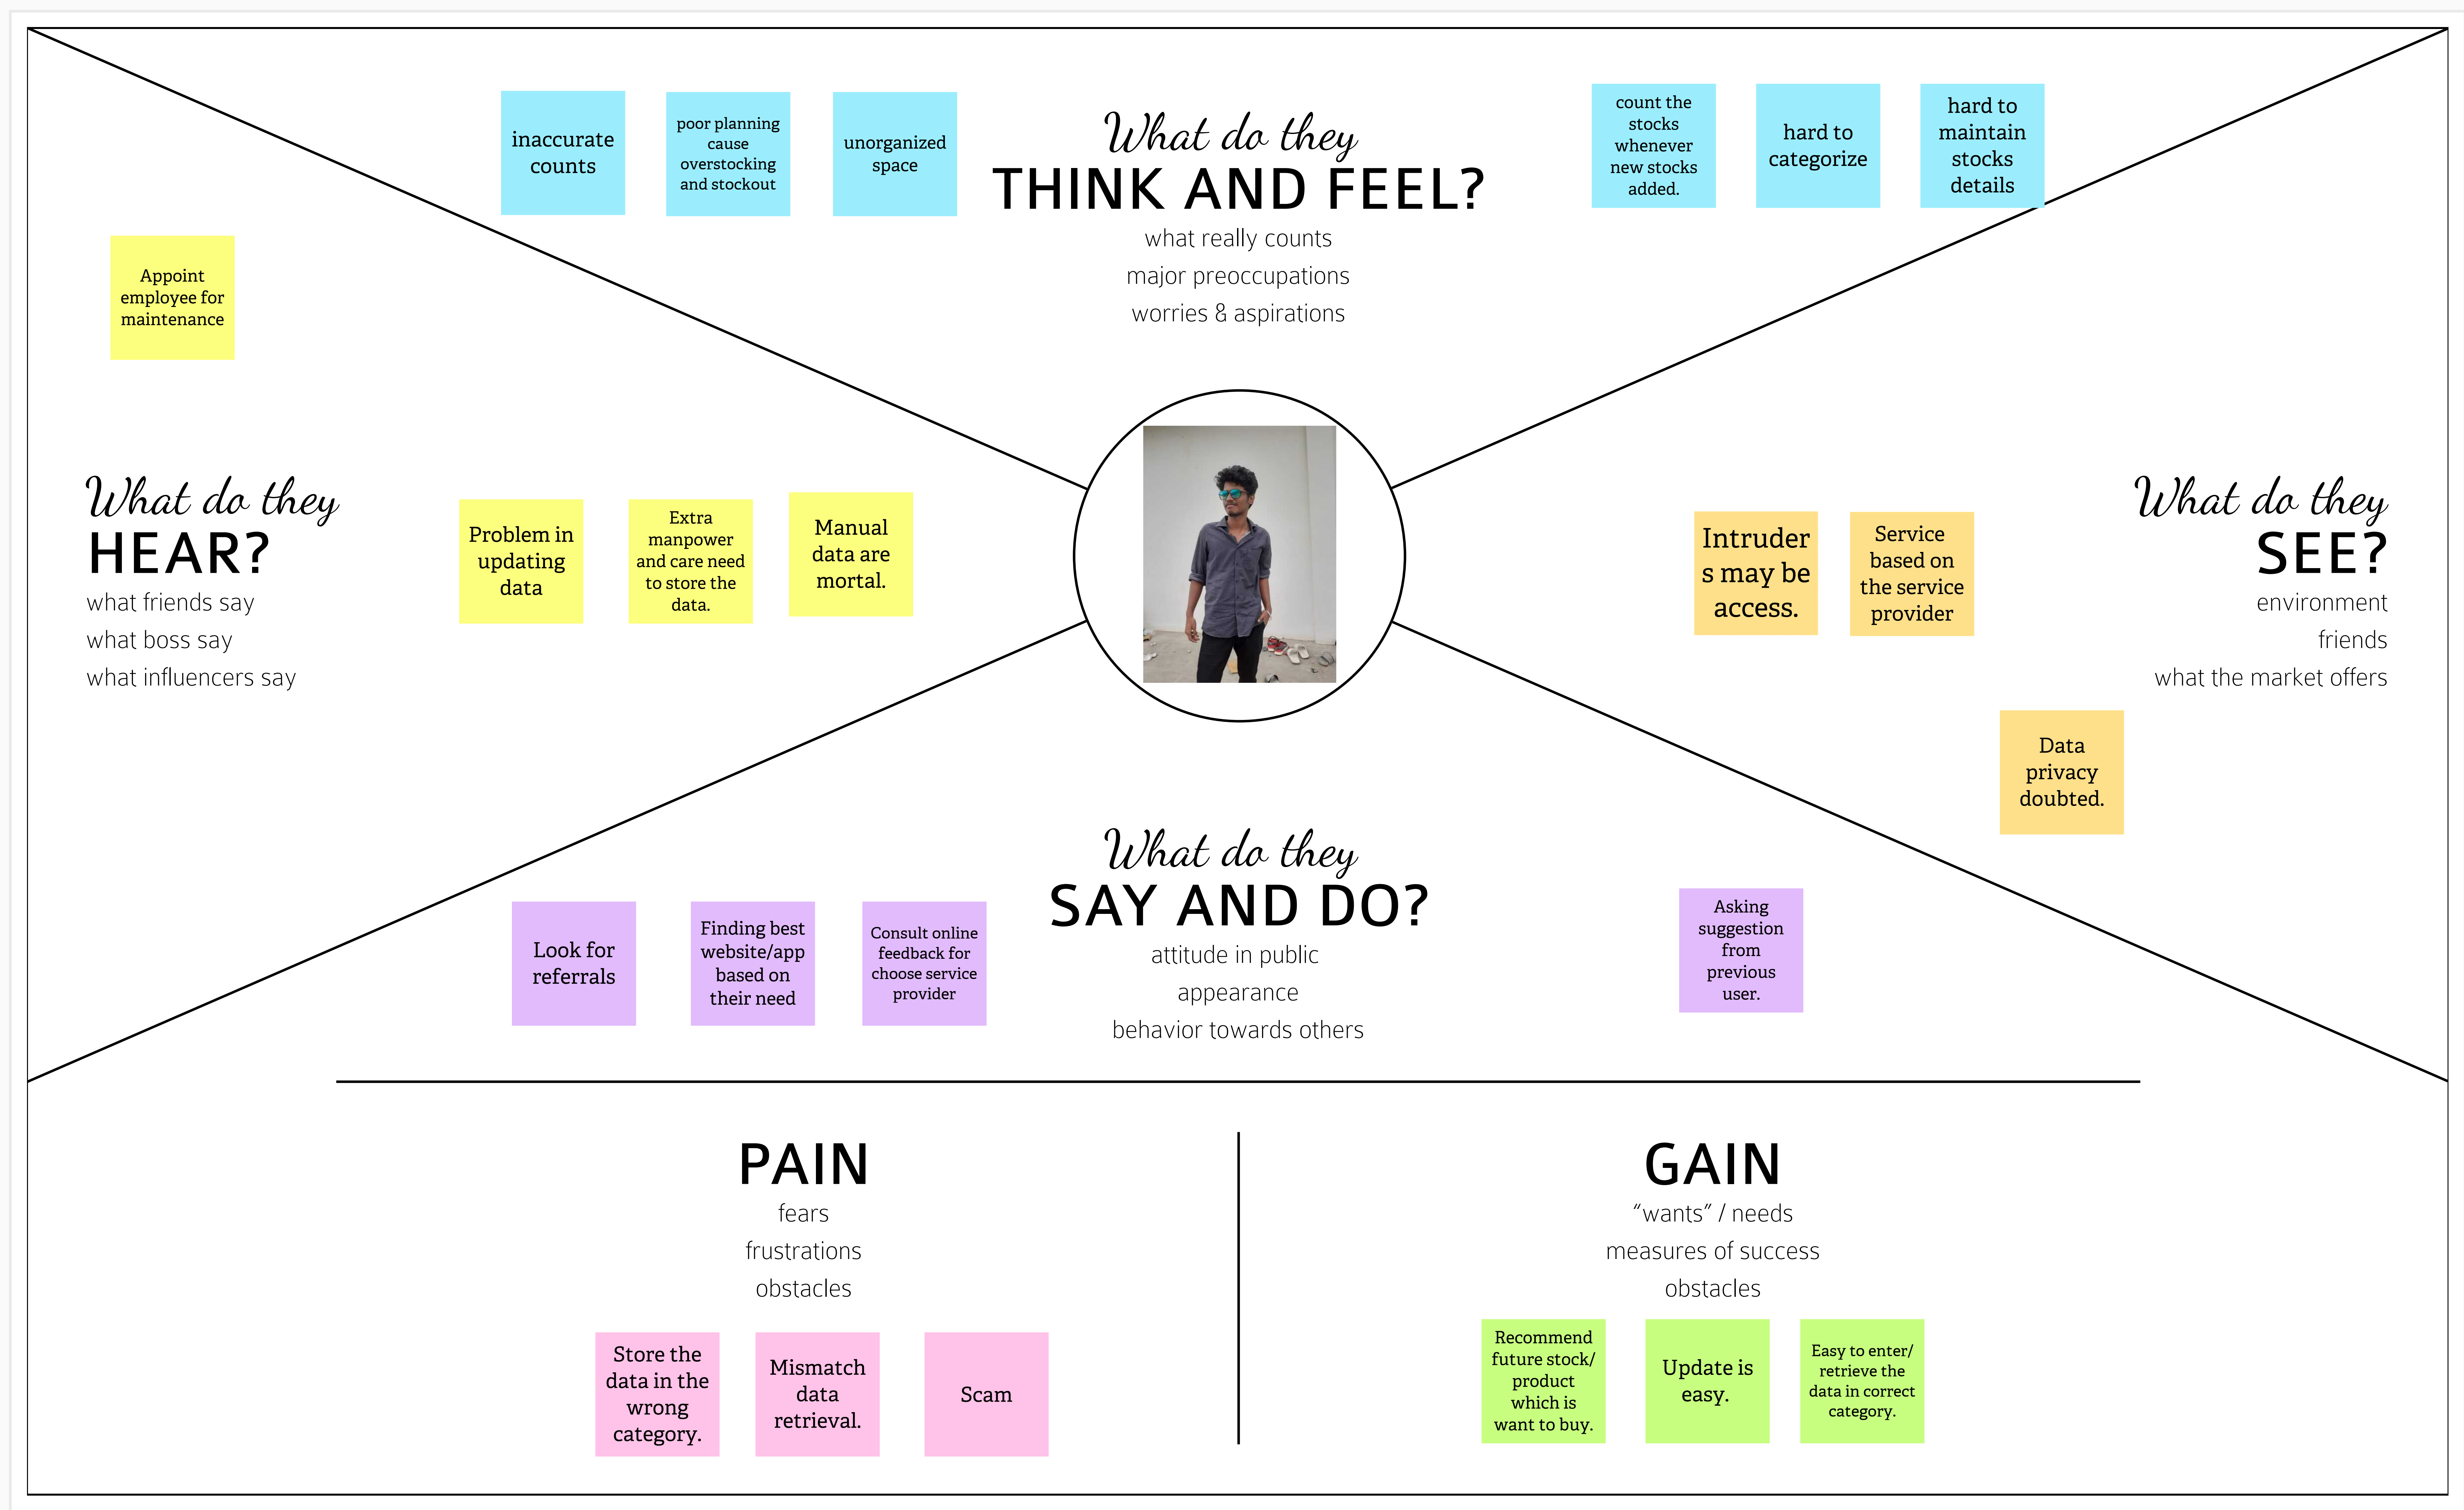 inaccurate
counts
poor planning
cause
overstocking
and stockout
unorganized
space
What do they
THINK AND FEEL?
what really counts
major preoccupations
worries & aspirations
count the
stocks
whenever
new stocks
added.
hard to
categorize
hard to
maintain
stocks
details
Appoint
employee for
maintenance
What do they
HEAR?
what friends say
what boss say
what influencers say
Problem in
updating
data
Extra
manpower
and care need
to store the
data.
Manual
data are
mortal.
Intruder
s may be
access.
Service
based on
the service
provider
What do they
SEE?
environment
friends
what the market offers
Data
privacy
doubted.
What do they
SAY AND DO?
attitude in public
appearance
behavior towards others
Look for
referrals
Finding best
website/app
based on
their need
Consult online
feedback for
choose service
provider
Asking
suggestion
from
previous
user.
PAIN
fears
frustrations
obstacles
Store the
data in the
wrong
category.
Mismatch
data
retrieval.
Scam
GAIN
“wants” / needs
measures of success
obstacles
Recommend
future stock/
product
which is
want to buy.
Update is
easy.
Easy to enter/
retrieve the
data in correct
category.